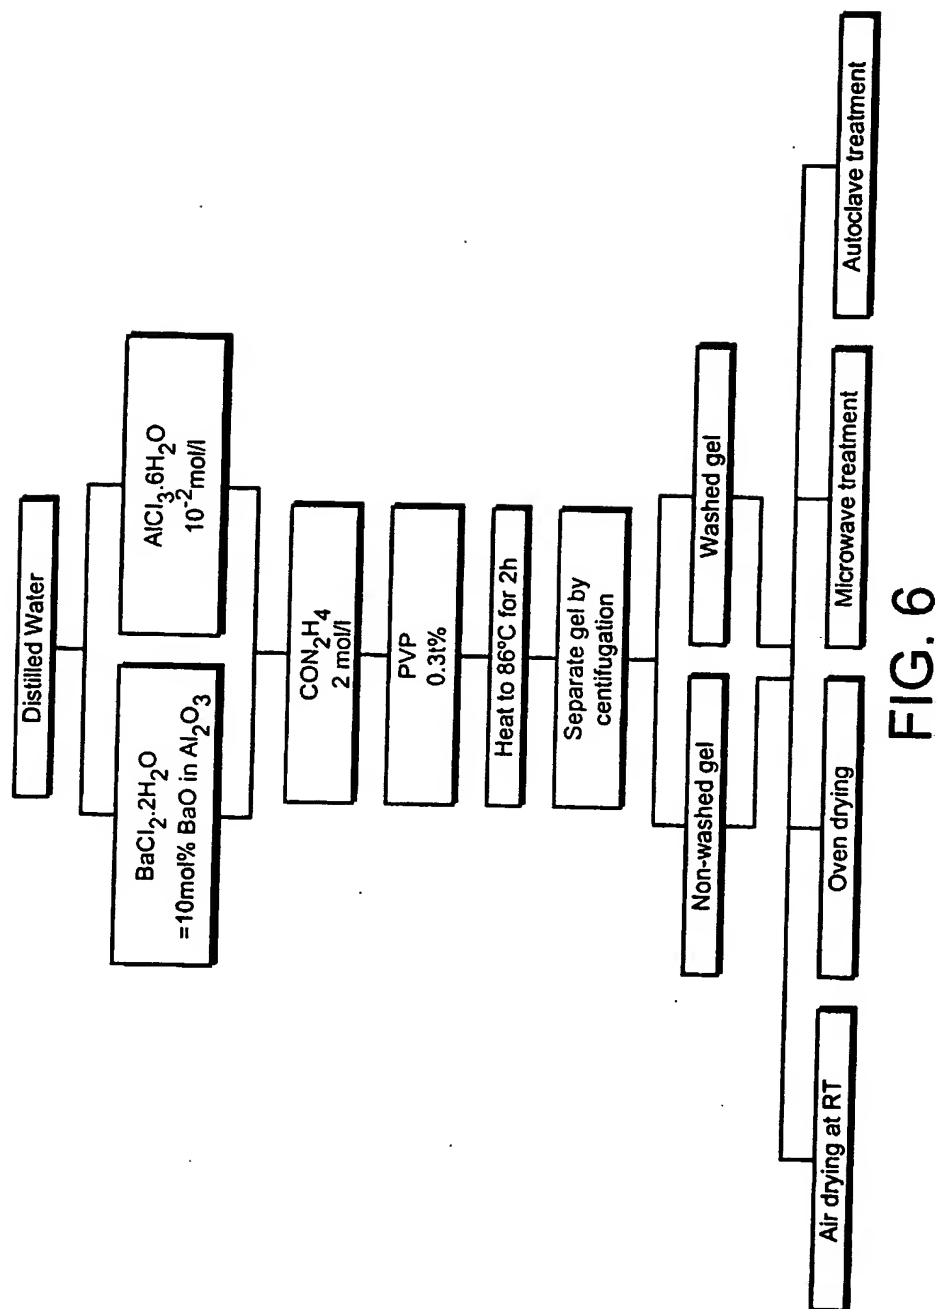 Distilled Water
BaCl₂.2H₂O
=10mol% BaO in Al₂O₃
AlCl₃.6H₂O
10⁻²mol/l
CON₂H₄
2 mol/l
PVP
0.3t%
Heat to 86ºC for 2h
Separate gel by
centifugation
Non-washed gel
Washed gel
Air drying at RT
Oven drying
Microwave treatment
Autoclave treatment
FIG. 6